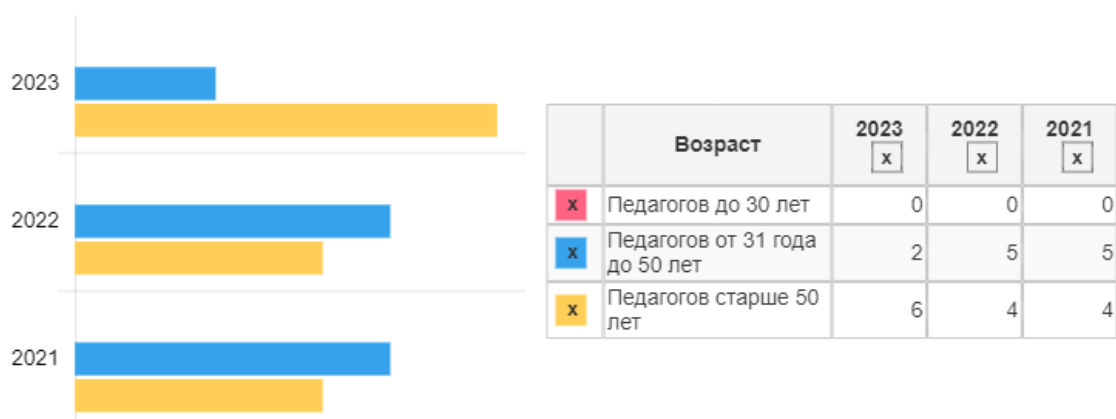 2023
2022
2021
Возраст 2023 2022 2021
x x x
x Педагогов до 30 лет 0 0 0
x Педагогов от 31 года
до 50 лет 2 5 5
x Педагогов старше 50
лет 6 4 4